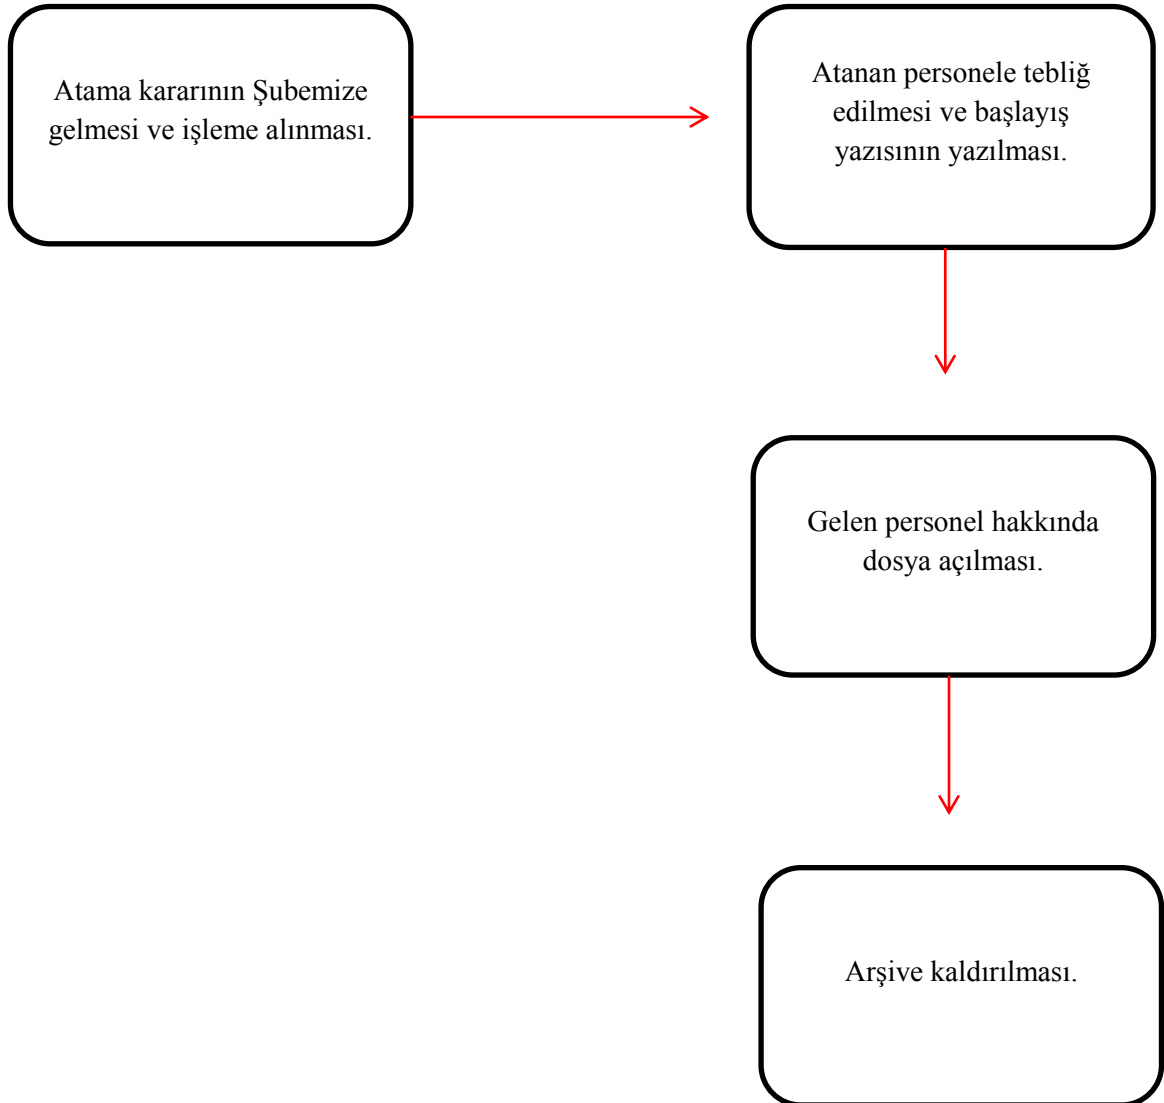 Atama kararının Şubemize
gelmesi ve işleme alınması.
Atanan personele tebliğ
edilmesi ve başlayış
yazısının yazılması.
Gelen personel hakkında
dosya açılması.
Arşive kaldırılması.